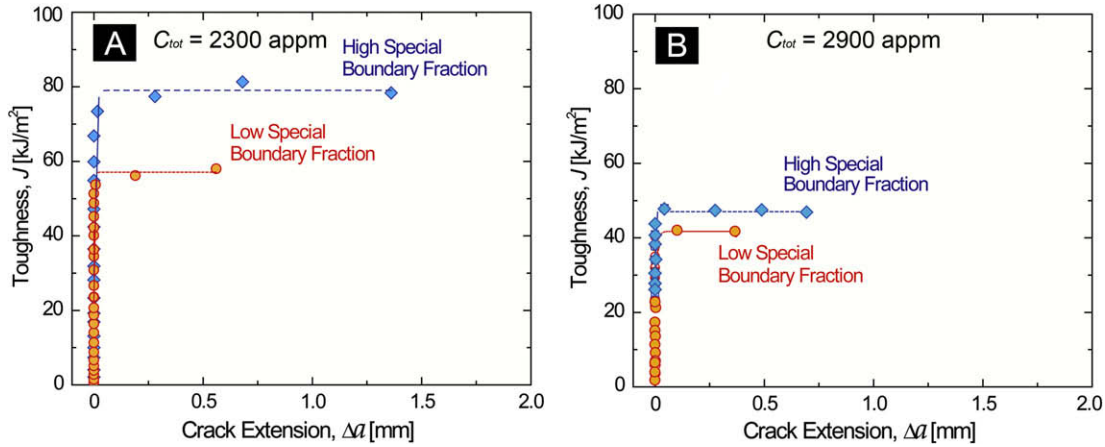 A
C_tot = 2300 appm
High Special
Boundary Fraction
Low Special
Boundary Fraction
Toughness, J [kJ/m²]
100
80
60
40
20
0
0
0.5
1.0
1.5
2.0
Crack Extension, Δa [mm]
B
C_tot = 2900 appm
High Special
Boundary Fraction
Low Special
Boundary Fraction
Toughness, J [kJ/m²]
100
80
60
40
20
0
0
0.5
1.0
1.5
2.0
Crack Extension, Δa [mm]